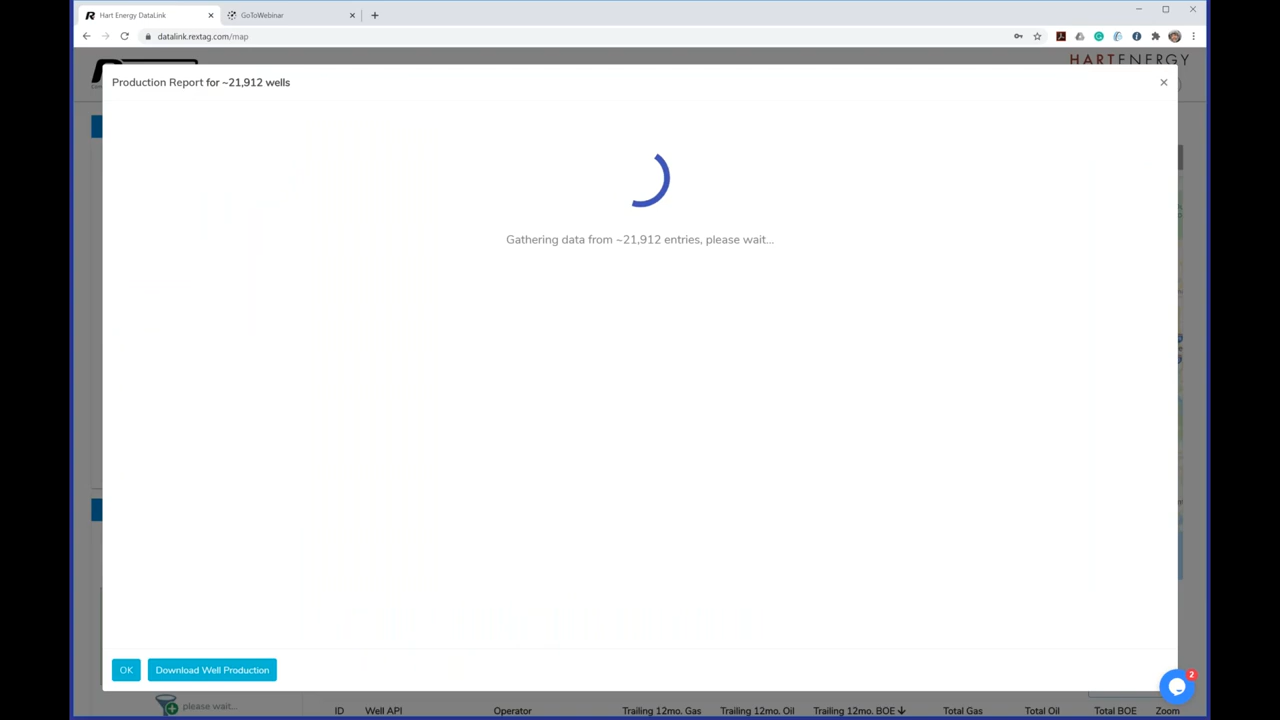 Hart Energy DataLink
GoToWebinar
datalink.rextag.com/map
HARTENERGY
Production Report for ~21,912 wells
Gathering data from ~21,912 entries, please wait...
OK
Download Well Production
2
please wait...
ID Well API Operator Trailing 12mo. Gas Trailing 12mo. Oil Trailing 12mo. BOE Total Gas Total Oil Total BOE Zoom